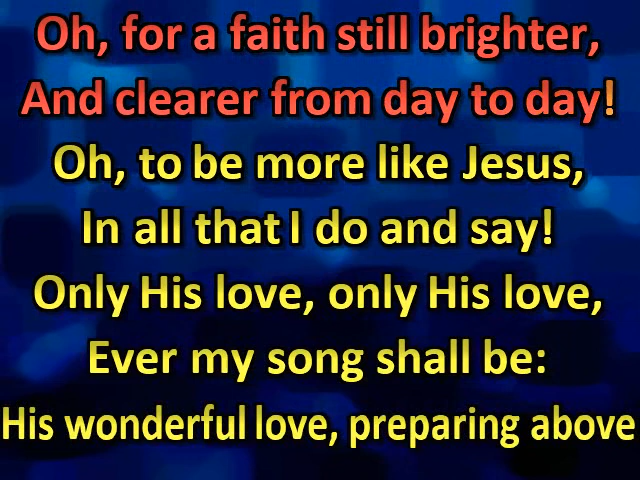 Oh, for a faith still brighter,
And clearer from day to day!
Oh, to be more like Jesus,
In all that I do and say!
Only His love, only His love,
Ever my song shall be:
His wonderful love, preparing above